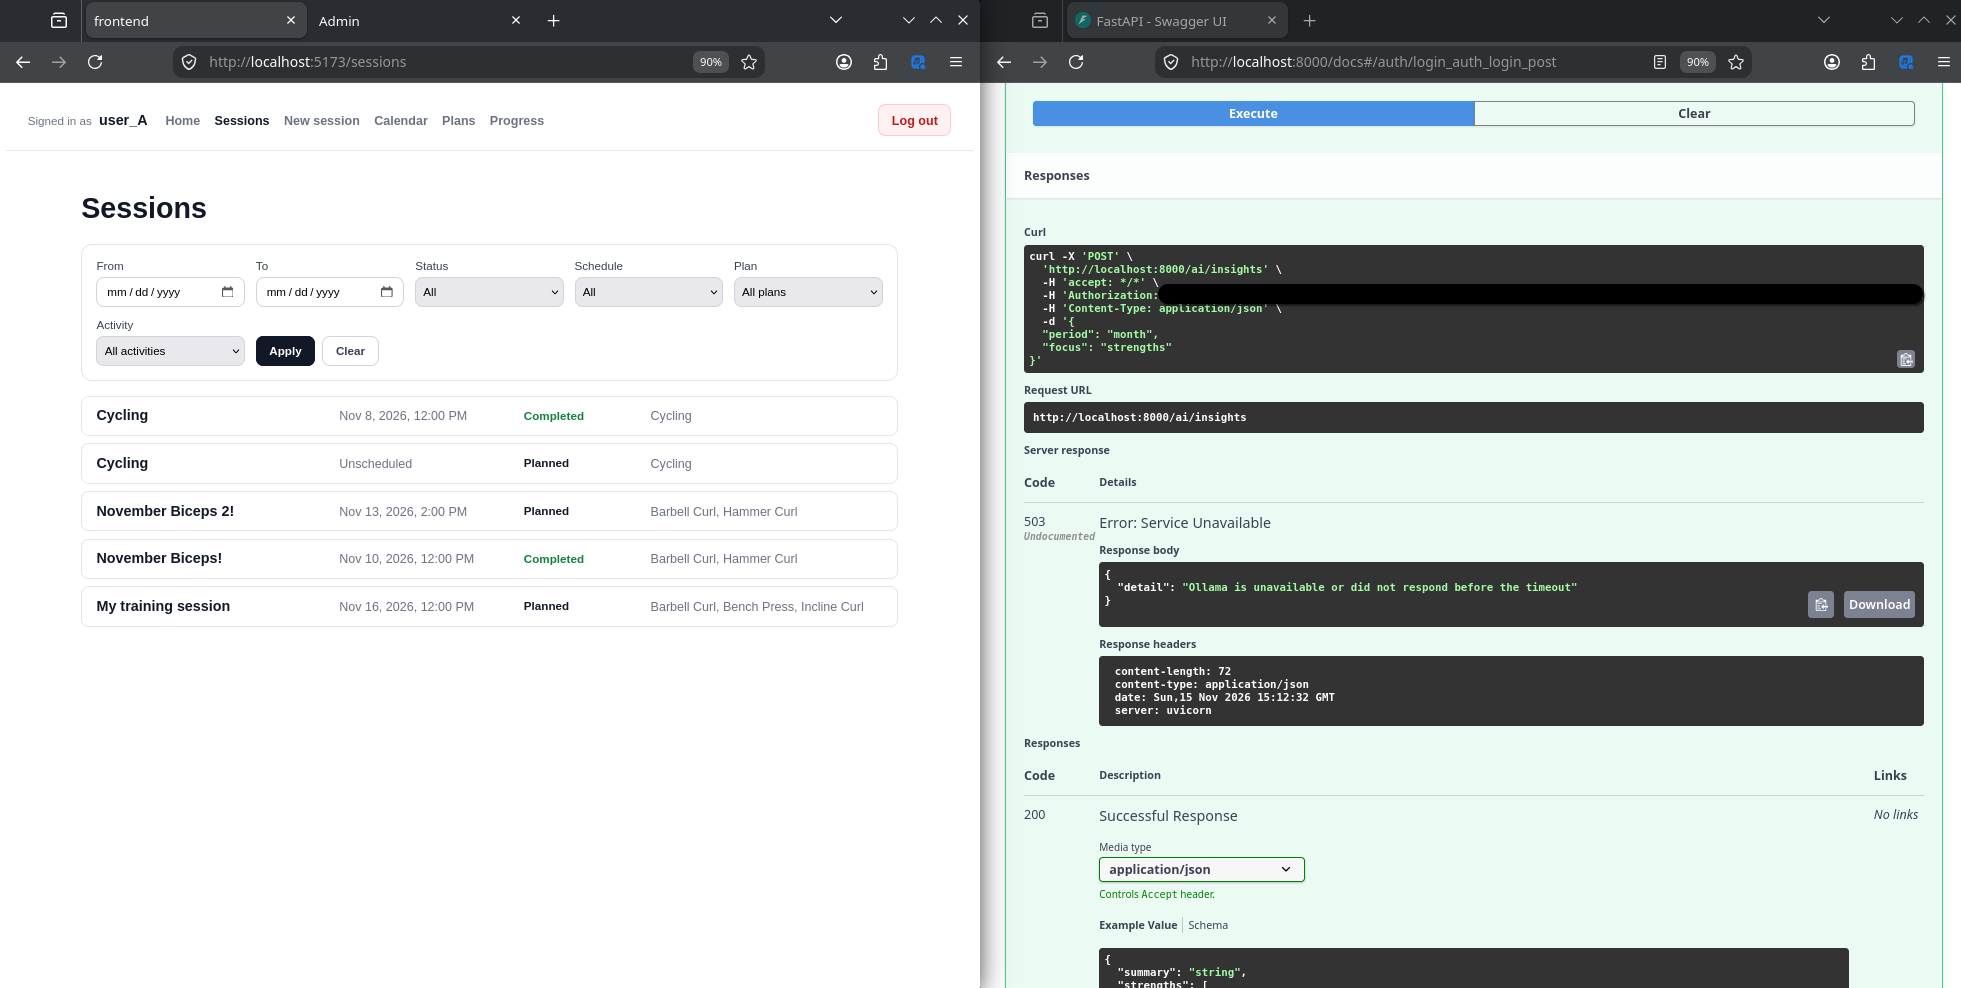 frontend
Admin
http://localhost:5173/sessions
90%
Signed in as user_A Home Sessions New session Calendar Plans Progress Log out
Sessions
From To Status Schedule Plan
mm / dd / yyyy mm / dd / yyyy All All All plans
Activity
All activities Apply Clear
Cycling Nov 8, 2026, 12:00 PM Completed Cycling
Cycling Unscheduled Planned Cycling
November Biceps 2! Nov 13, 2026, 2:00 PM Planned Barbell Curl, Hammer Curl
November Biceps! Nov 10, 2026, 12:00 PM Completed Barbell Curl, Hammer Curl
My training session Nov 16, 2026, 12:00 PM Planned Barbell Curl, Bench Press, Incline Curl
FastAPI - Swagger UI
http://localhost:8000/docs#/auth/login_auth_login_post
90%
Execute Clear
Responses
Curl
curl -X 'POST' \
'http://localhost:8000/ai/insights' \
-H 'accept: */*' \
-H 'Authorization:
-H 'Content-Type: application/json' \
-d '{
"period": "month",
"focus": "strengths"
}'
Request URL
http://localhost:8000/ai/insights
Server response
Code Details
503 Error: Service Unavailable
Undocumented
Response body
{
"detail": "Ollama is unavailable or did not respond before the timeout"
}
Download
Response headers
content-length: 72
content-type: application/json
date: Sun,15 Nov 2026 15:12:32 GMT
server: uvicorn
Responses
Code Description Links
200 Successful Response No links
Media type
application/json
Controls Accept header.
Example Value Schema
{
"summary": "string",
"strengths": [